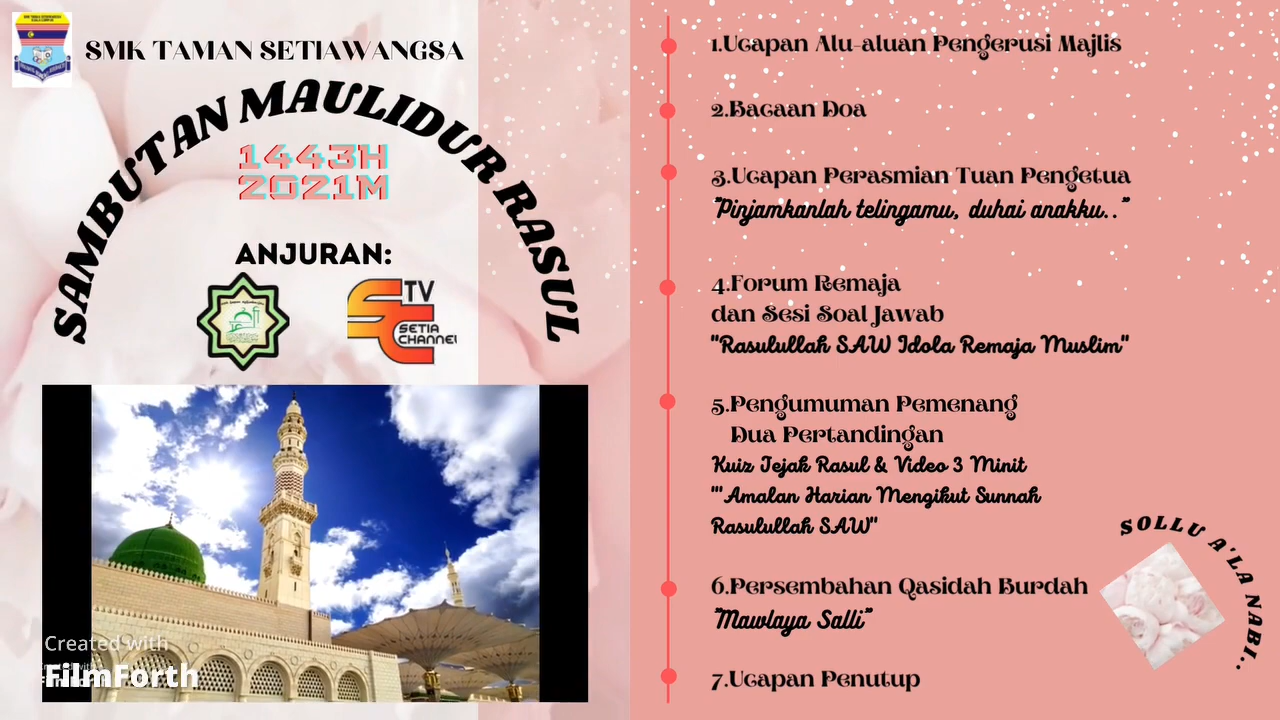 SMK TAMAN SETIAWANGSA
SAMBUTAN MAULIDUR RASUL
1443H
2021M
ANJURAN:
TV
SETIA
CHANNEL
Created with
FilmForth
1.Ucapan Alu-aluan Pengerusi Majlis
2.Bacaan Doa
3.Ucapan Perasmian Tuan Pengetua
"Pinjamkanlah telingamu, duhai anakku.."
4.Forum Remaja
dan Sesi Soal Jawab
"Rasulullah SAW Idola Remaja Muslim"
5.Pengumuman Pemenang
Dua Pertandingan
Kuiz Jejak Rasul & Video 3 Minit
"'Amalan Harian Mengikut Sunnah
Rasulullah SAW"
6.Persembahan Qasidah Burdah
"Mawlaya Salli"
7.Ucapan Penutup
SOLLU A'LA NABI..